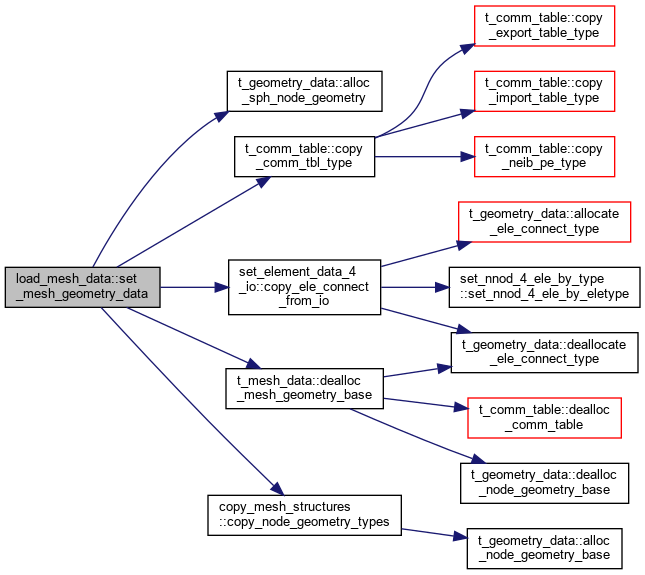 load_mesh_data::set
_mesh_geometry_data
t_geometry_data::alloc
_sph_node_geometry
t_comm_table::copy
_comm_tbl_type
set_element_data_4
_io::copy_ele_connect
_from_io
t_mesh_data::dealloc
_mesh_geometry_base
copy_mesh_structures
::copy_node_geometry_types
t_comm_table::copy
_export_table_type
t_comm_table::copy
_import_table_type
t_comm_table::copy
_neib_pe_type
t_geometry_data::allocate
_ele_connect_type
set_nnod_4_ele_by_type
::set_nnod_4_ele_by_eletype
t_geometry_data::deallocate
_ele_connect_type
t_comm_table::dealloc
_comm_table
t_geometry_data::dealloc
_node_geometry_base
t_geometry_data::alloc
_node_geometry_base